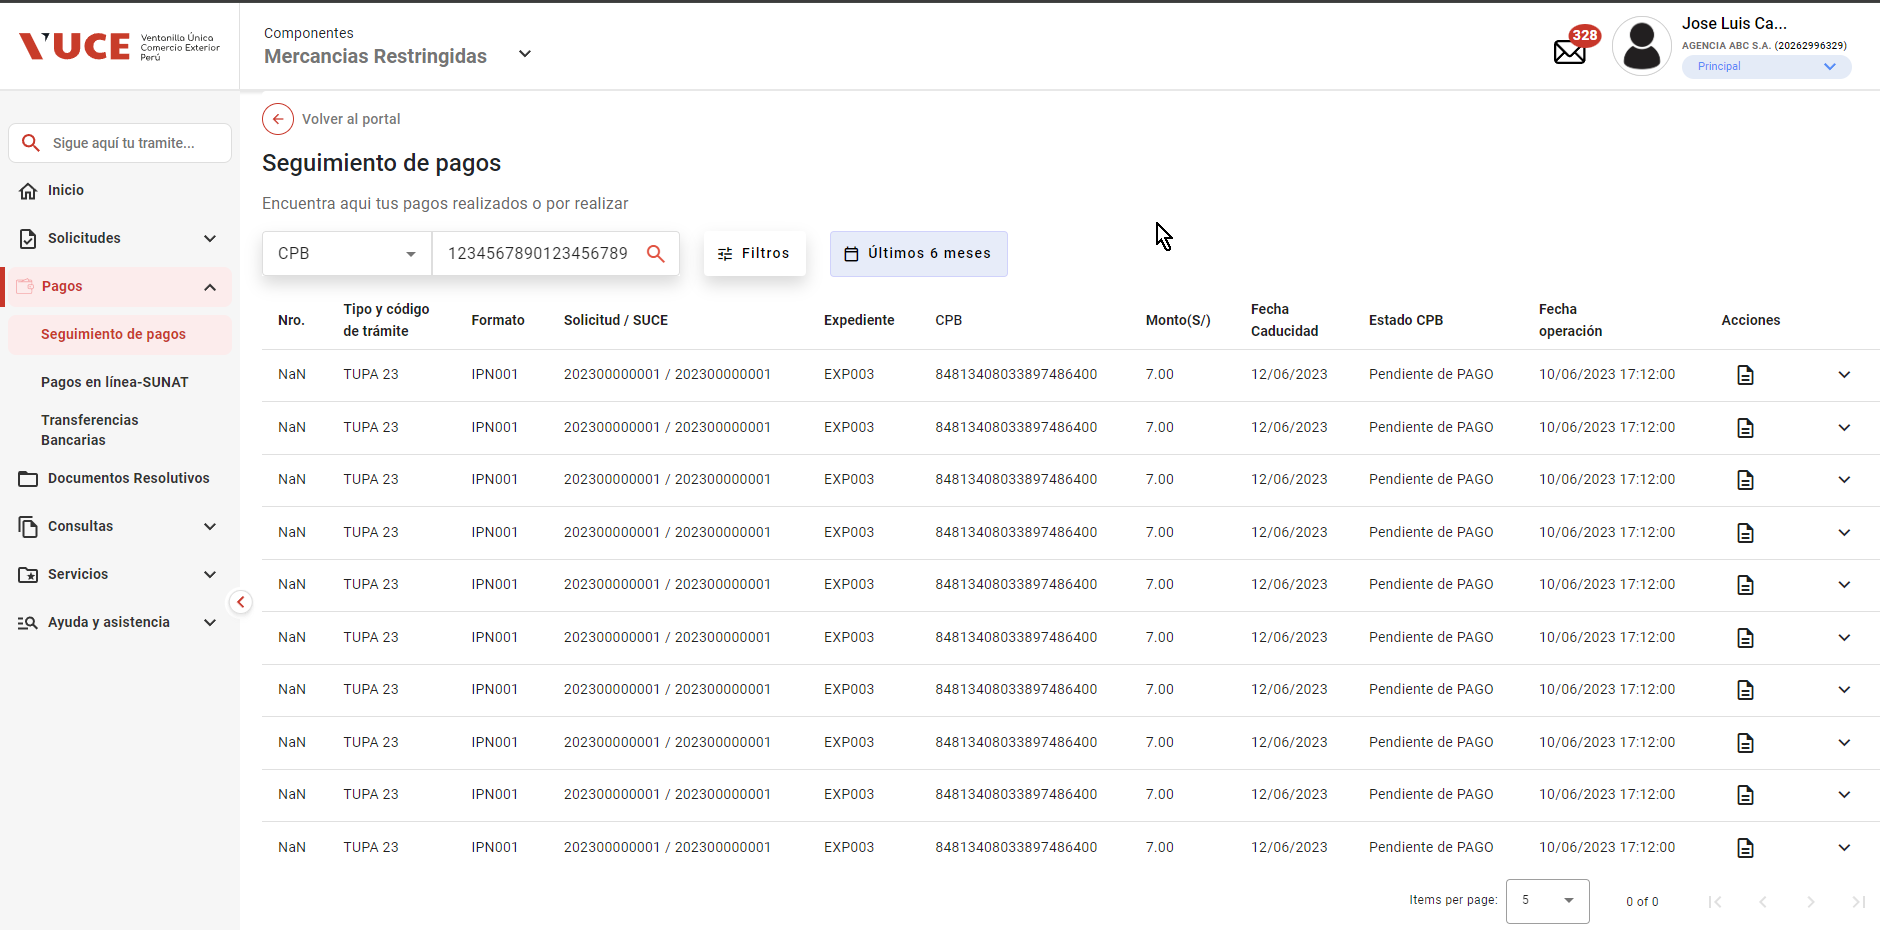 VUCE
Ventanilla Única
Comercio Exterior
Perú
Componentes
Mercancias Restringidas
328
Jose Luis Ca...
AGENCIA ABC S.A. (20262996329)
Principal
Sigue aquí tu tramite...
Inicio
Solicitudes
Pagos
Seguimiento de pagos
Pagos en línea-SUNAT
Transferencias
Bancarias
Documentos Resolutivos
Consultas
Servicios
Ayuda y asistencia
Volver al portal
Seguimiento de pagos
Encuentra aqui tus pagos realizados o por realizar
CPB 1234567890123456789 Filtros Últimos 6 meses
Nro. Tipo y código de trámite Formato Solicitud / SUCE Expediente CPB Monto(S/) Fecha Caducidad Estado CPB Fecha operación Acciones
NaN TUPA 23 IPN001 202300000001 / 202300000001 EXP003 84813408033897486400 7.00 12/06/2023 Pendiente de PAGO 10/06/2023 17:12:00
NaN TUPA 23 IPN001 202300000001 / 202300000001 EXP003 84813408033897486400 7.00 12/06/2023 Pendiente de PAGO 10/06/2023 17:12:00
NaN TUPA 23 IPN001 202300000001 / 202300000001 EXP003 84813408033897486400 7.00 12/06/2023 Pendiente de PAGO 10/06/2023 17:12:00
NaN TUPA 23 IPN001 202300000001 / 202300000001 EXP003 84813408033897486400 7.00 12/06/2023 Pendiente de PAGO 10/06/2023 17:12:00
NaN TUPA 23 IPN001 202300000001 / 202300000001 EXP003 84813408033897486400 7.00 12/06/2023 Pendiente de PAGO 10/06/2023 17:12:00
NaN TUPA 23 IPN001 202300000001 / 202300000001 EXP003 84813408033897486400 7.00 12/06/2023 Pendiente de PAGO 10/06/2023 17:12:00
NaN TUPA 23 IPN001 202300000001 / 202300000001 EXP003 84813408033897486400 7.00 12/06/2023 Pendiente de PAGO 10/06/2023 17:12:00
NaN TUPA 23 IPN001 202300000001 / 202300000001 EXP003 84813408033897486400 7.00 12/06/2023 Pendiente de PAGO 10/06/2023 17:12:00
NaN TUPA 23 IPN001 202300000001 / 202300000001 EXP003 84813408033897486400 7.00 12/06/2023 Pendiente de PAGO 10/06/2023 17:12:00
NaN TUPA 23 IPN001 202300000001 / 202300000001 EXP003 84813408033897486400 7.00 12/06/2023 Pendiente de PAGO 10/06/2023 17:12:00
Items per page: 5 0 of 0